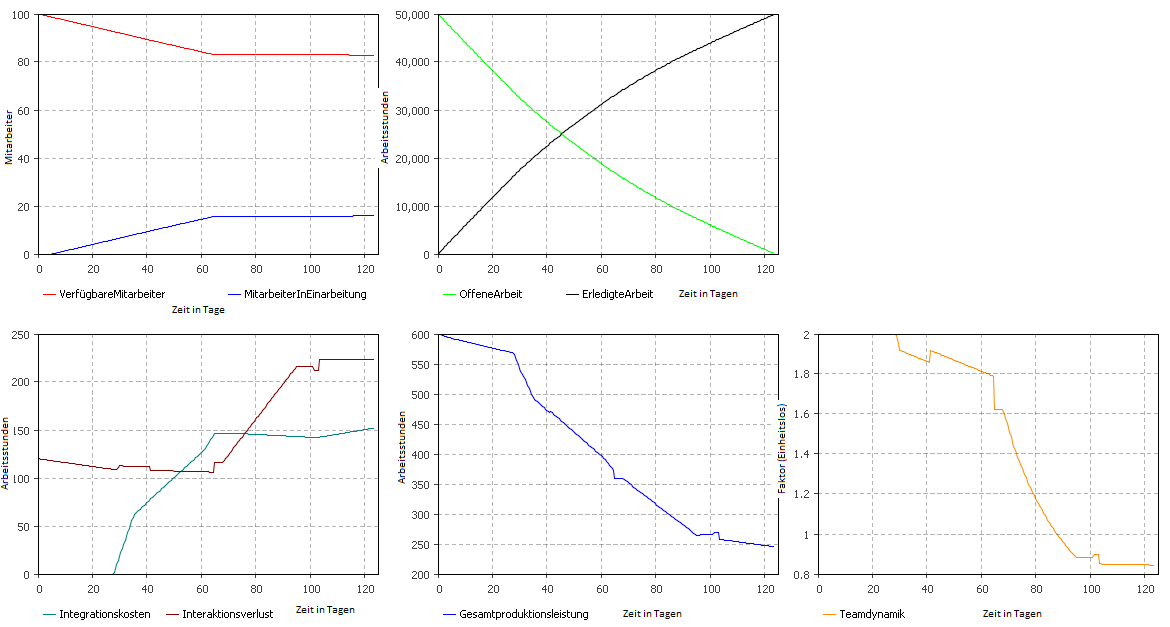 100
80
60
40
20
0
Mitarbeiter
0 20 40 60 80 100 120
VerfügbareMitarbeiter MitarbeiterInEinarbeitung
Zeit in Tage
50,000
40,000
30,000
20,000
10,000
0
Arbeitsstunden
0 20 40 60 80 100 120
OffeneArbeit ErledigteArbeit Zeit in Tagen
250
200
150
100
50
0
Arbeitsstunden
0 20 40 60 80 100 120
Integrationskosten Interaktionsverlust Zeit in Tagen
600
550
500
450
400
350
300
250
200
Arbeitsstunden
0 20 40 60 80 100 120
Gesamtproduktionsleistung Zeit in Tagen
2
1.8
1.6
1.4
1.2
1
0.8
Faktor (Einheitslos)
0 20 40 60 80 100 120
Teamdynamik Zeit in Tagen